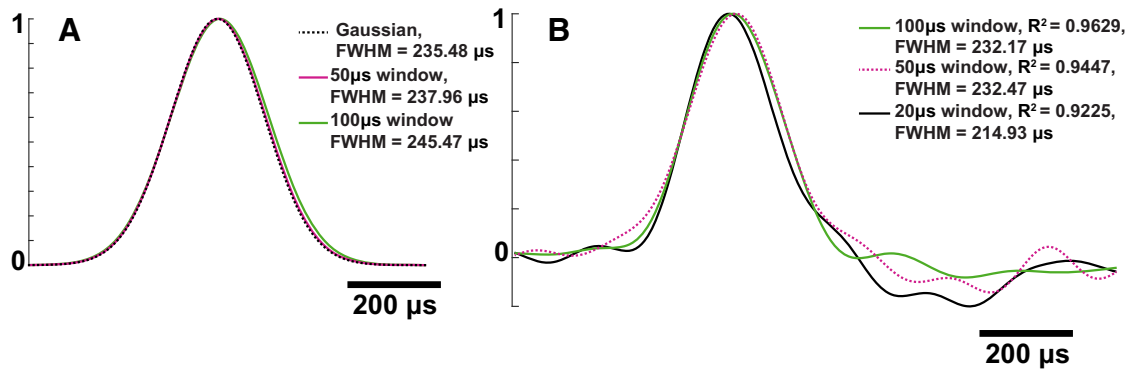 A
1
0
Gaussian,
FWHM = 235.48 µs
50µs window,
FWHM = 237.96 µs
100µs window
FWHM = 245.47 µs
200 µs
B
1
0
100µs window, R² = 0.9629,
FWHM = 232.17 µs
50µs window, R² = 0.9447,
FWHM = 232.47 µs
20µs window, R² = 0.9225,
FWHM = 214.93 µs
200 µs